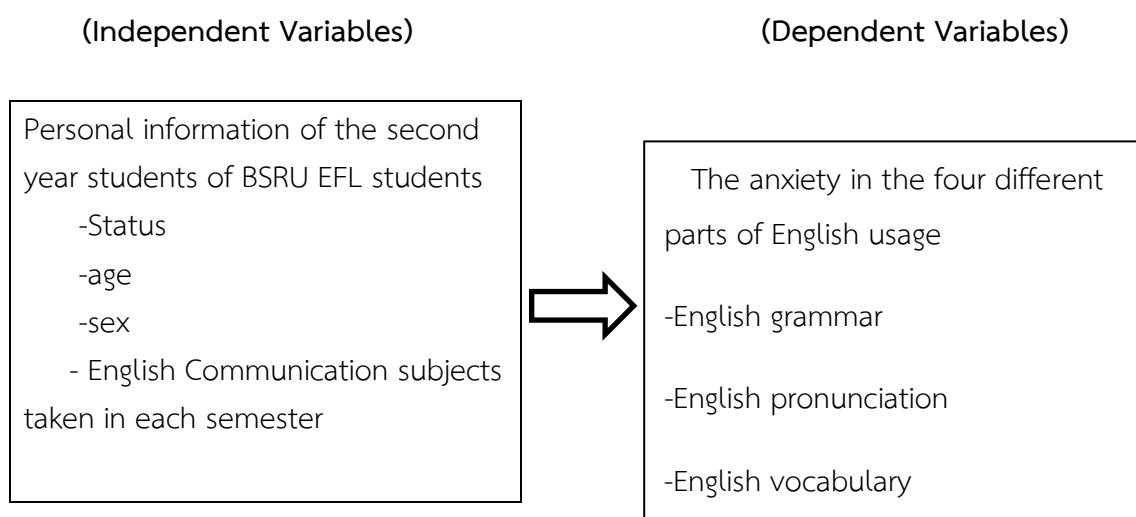 (Independent Variables)
(Dependent Variables)
Personal information of the second
year students of BSRU EFL students
-Status
-age
-sex
- English Communication subjects
taken in each semester
The anxiety in the four different
parts of English usage
-English grammar
-English pronunciation
-English vocabulary